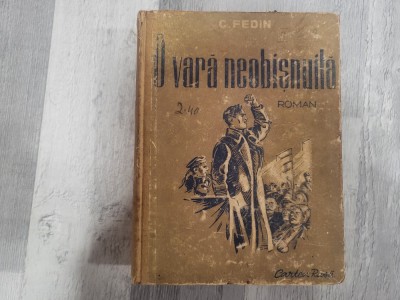 C. FEDIN
O vară neobișnuită
ROMAN
2.40
Cartea Rusă